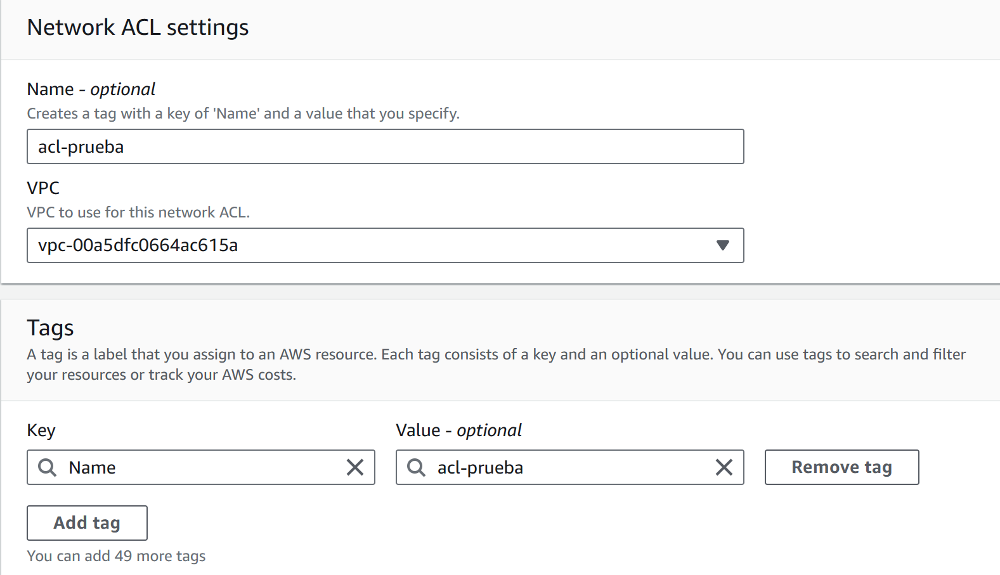 Network ACL settings
Name - optional
Creates a tag with a key of 'Name' and a value that you specify.
acl-prueba
VPC
VPC to use for this network ACL.
vpc-00a5dfc0664ac615a
Tags
A tag is a label that you assign to an AWS resource. Each tag consists of a key and an optional value. You can use tags to search and filter
your resources or track your AWS costs.
Key
Value - optional
Name
acl-prueba
Remove tag
Add tag
You can add 49 more tags